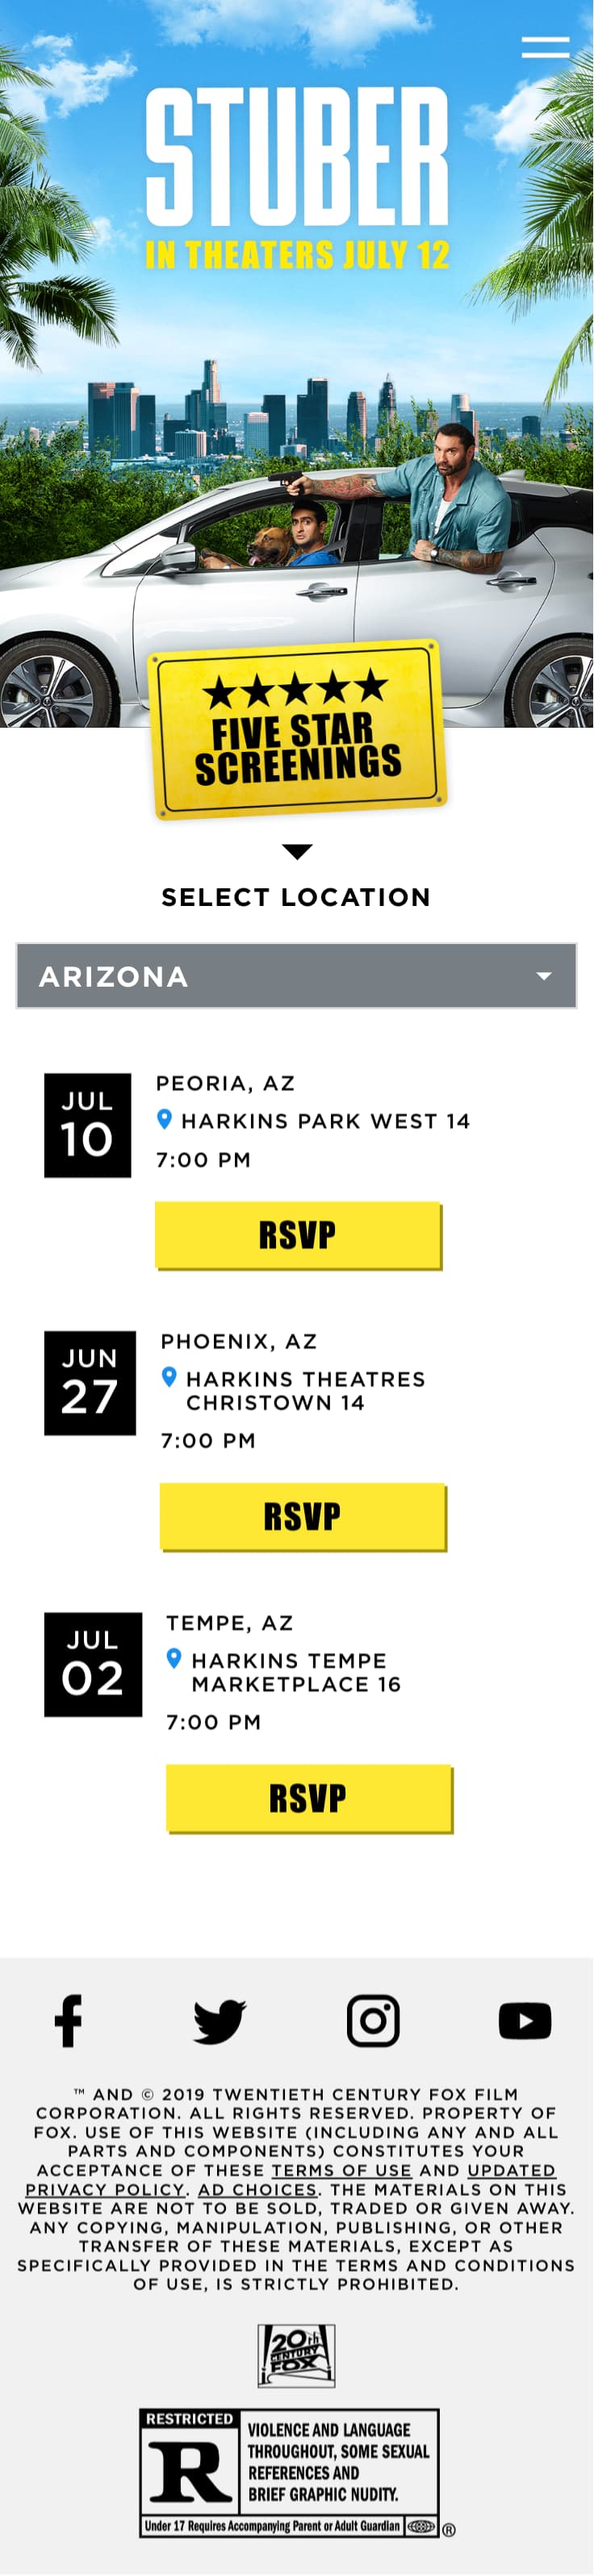 STUBER
IN THEATERS JULY 12
★★★★★
FIVE STAR
SCREENINGS
SELECT LOCATION
ARIZONA
JUL
10
PEORIA, AZ
HARKINS PARK WEST 14
7:00 PM
RSVP
JUN
27
PHOENIX, AZ
HARKINS THEATRES
CHRISTOWN 14
7:00 PM
RSVP
JUL
02
TEMPE, AZ
HARKINS TEMPE
MARKETPLACE 16
7:00 PM
RSVP
™ AND © 2019 TWENTIETH CENTURY FOX FILM
CORPORATION. ALL RIGHTS RESERVED. PROPERTY OF
FOX. USE OF THIS WEBSITE (INCLUDING ANY AND ALL
PARTS AND COMPONENTS) CONSTITUTES YOUR
ACCEPTANCE OF THESE TERMS OF USE AND UPDATED
PRIVACY POLICY. AD CHOICES. THE MATERIALS ON THIS
WEBSITE ARE NOT TO BE SOLD, TRADED OR GIVEN AWAY.
ANY COPYING, MANIPULATION, PUBLISHING, OR OTHER
TRANSFER OF THESE MATERIALS, EXCEPT AS
SPECIFICALLY PROVIDED IN THE TERMS AND CONDITIONS
OF USE, IS STRICTLY PROHIBITED.
20th
CENTURY
FOX
RESTRICTED
R
VIOLENCE AND LANGUAGE
THROUGHOUT, SOME SEXUAL
REFERENCES AND
BRIEF GRAPHIC NUDITY.
Under 17 Requires Accompanying Parent or Adult Guardian
®